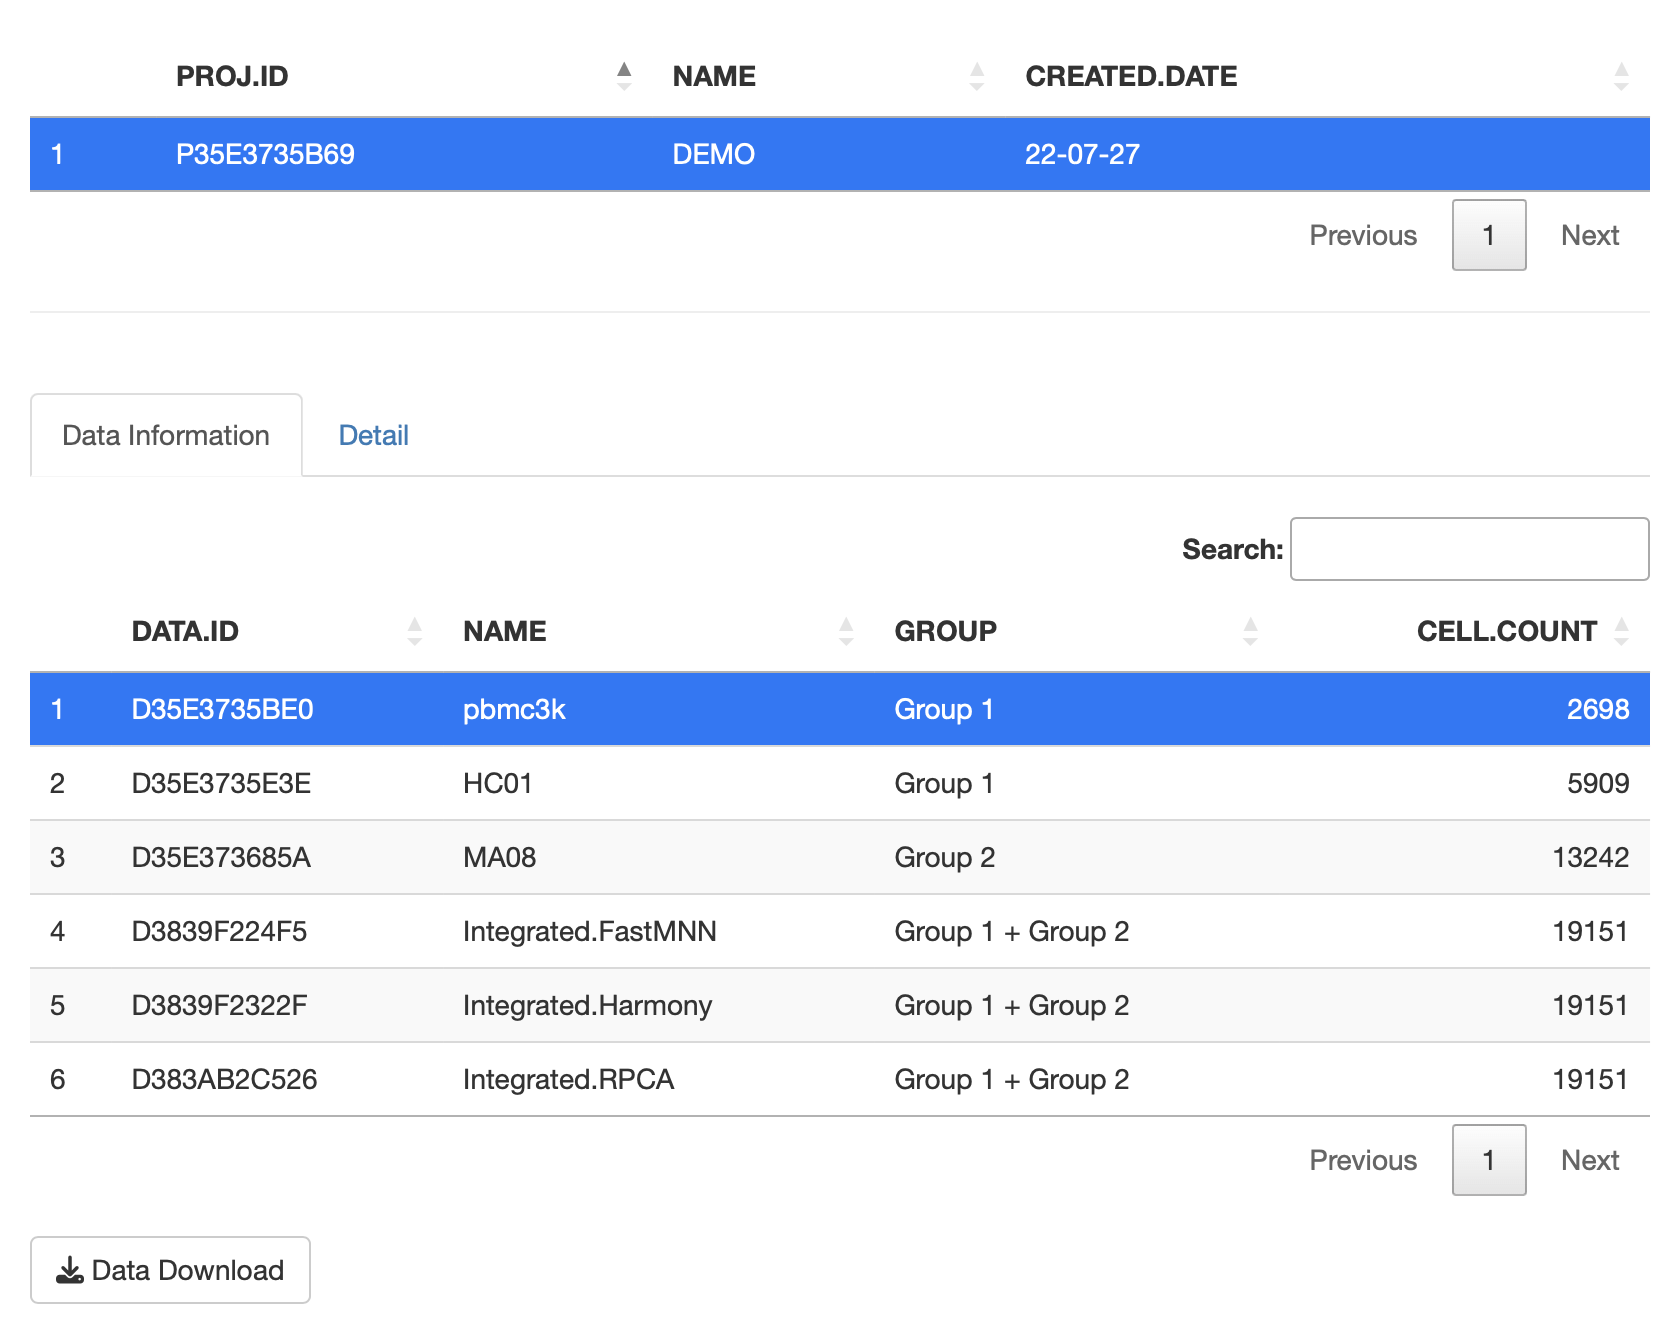 PROJ.ID NAME CREATED.DATE
1 P35E3735B69 DEMO 22-07-27
Previous 1 Next
Data Information Detail
Search:
DATA.ID NAME GROUP CELL.COUNT
1 D35E3735BE0 pbmc3k Group 1 2698
2 D35E3735E3E HC01 Group 1 5909
3 D35E373685A MA08 Group 2 13242
4 D3839F224F5 Integrated.FastMNN Group 1 + Group 2 19151
5 D3839F2322F Integrated.Harmony Group 1 + Group 2 19151
6 D383AB2C526 Integrated.RPCA Group 1 + Group 2 19151
Previous 1 Next
Data Download